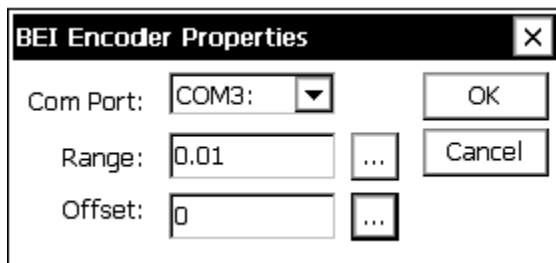 BEI Encoder Properties
Com Port: COM3: OK
Range: 0.01 ... Cancel
Offset: 0 ...